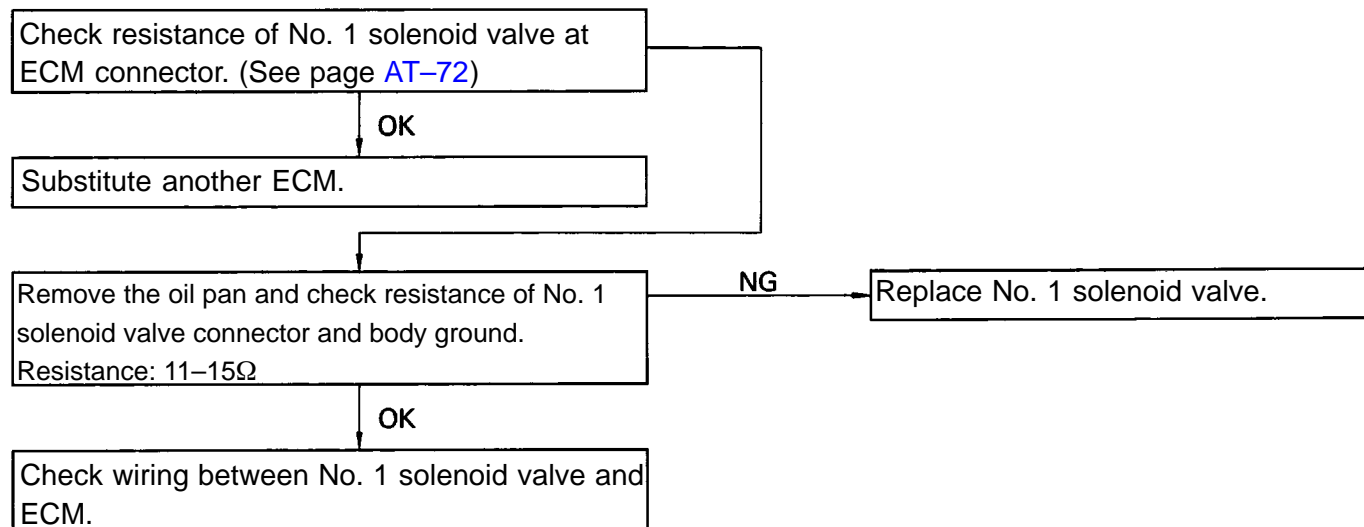 Check resistance of No. 1 solenoid valve at
ECM connector. (See page AT–72)
OK
Substitute another ECM.
Remove the oil pan and check resistance of No. 1
solenoid valve connector and body ground.
Resistance: 11–15Ω
NG
Replace No. 1 solenoid valve.
OK
Check wiring between No. 1 solenoid valve and
ECM.